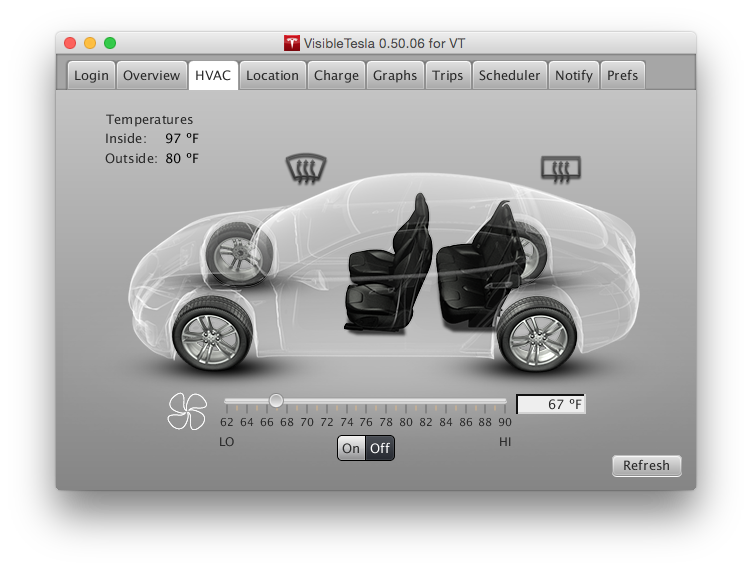 VisibleTesla 0.50.06 for VT
Login Overview HVAC Location Charge Graphs Trips Scheduler Notify Prefs
Temperatures
Inside: 97 ºF
Outside: 80 ºF
67 ºF
62 64 66 68 70 72 74 76 78 80 82 84 86 88 90
LO HI
On Off
Refresh